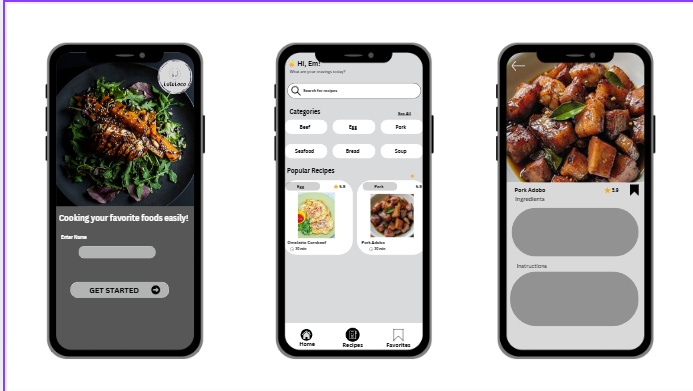 LutoLoco
Cooking your favorite foods easily!
Enter Name
GET STARTED
Hi, Em!
What are your cravings today?
Search for recipes
Categories
See All
Beef
Egg
Pork
Seafood
Bread
Soup
Popular Recipes
Egg
5.9
Pork
5.9
Omelette Cornbeef
30 min
Pork Adobo
30 min
Home
Recipes
Favorites
Pork Adobo
5.9
Ingredients
Instructions